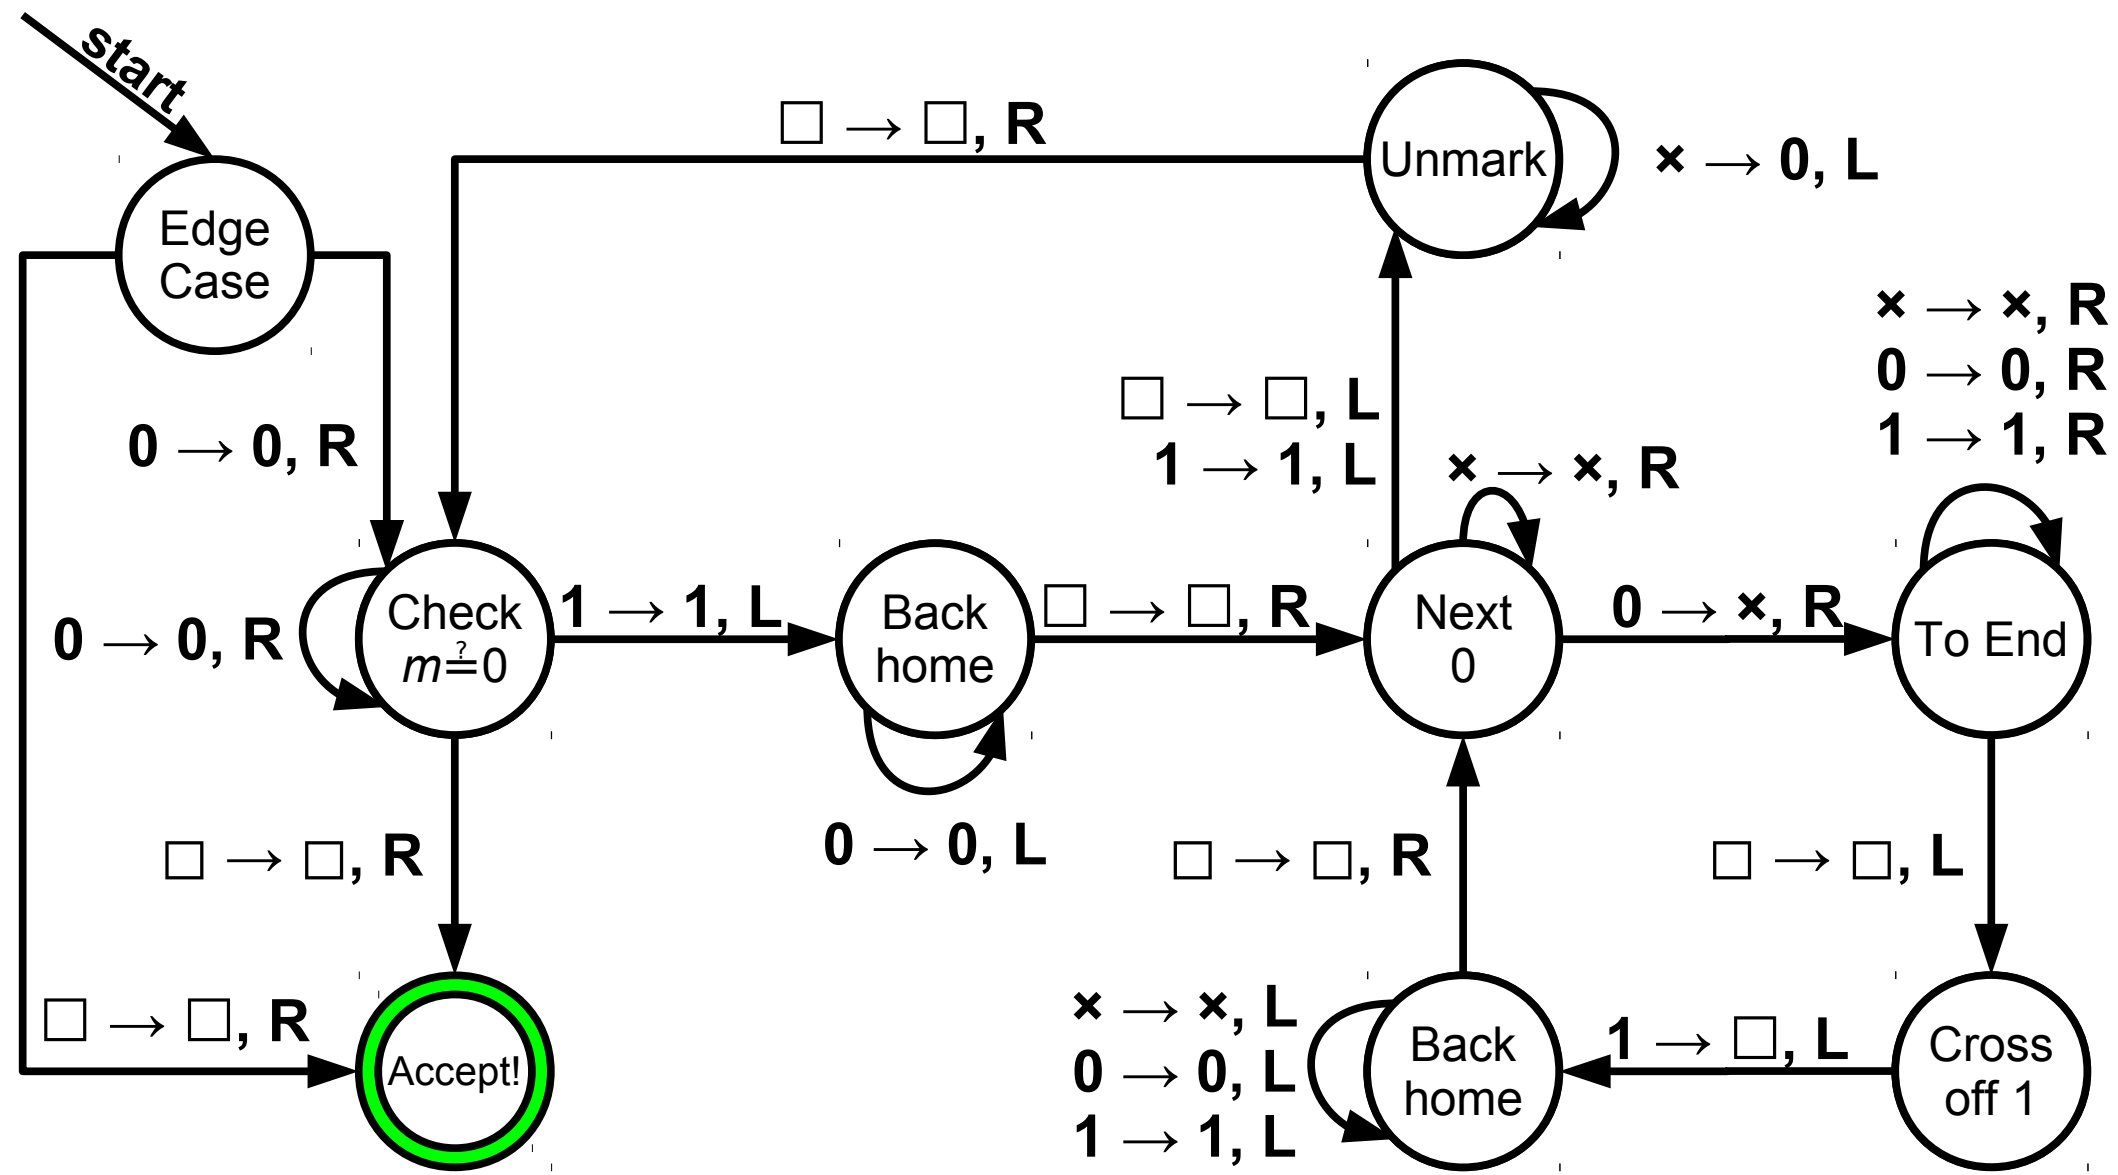 start
□ → □, R
Unmark
× → 0, L
Edge
Case
× → ×, R
0 → 0, R
1 → 1, R
□ → □, L
1 → 1, L
0 → 0, R
× → ×, R
0 → 0, R
Check
m≟0
1 → 1, L
Back
home
□ → □, R
Next
0
0 → ×, R
To End
0 → 0, L
□ → □, R
□ → □, R
□ → □, L
□ → □, R
Accept!
× → ×, L
0 → 0, L
1 → 1, L
Back
home
1 → □, L
Cross
off 1